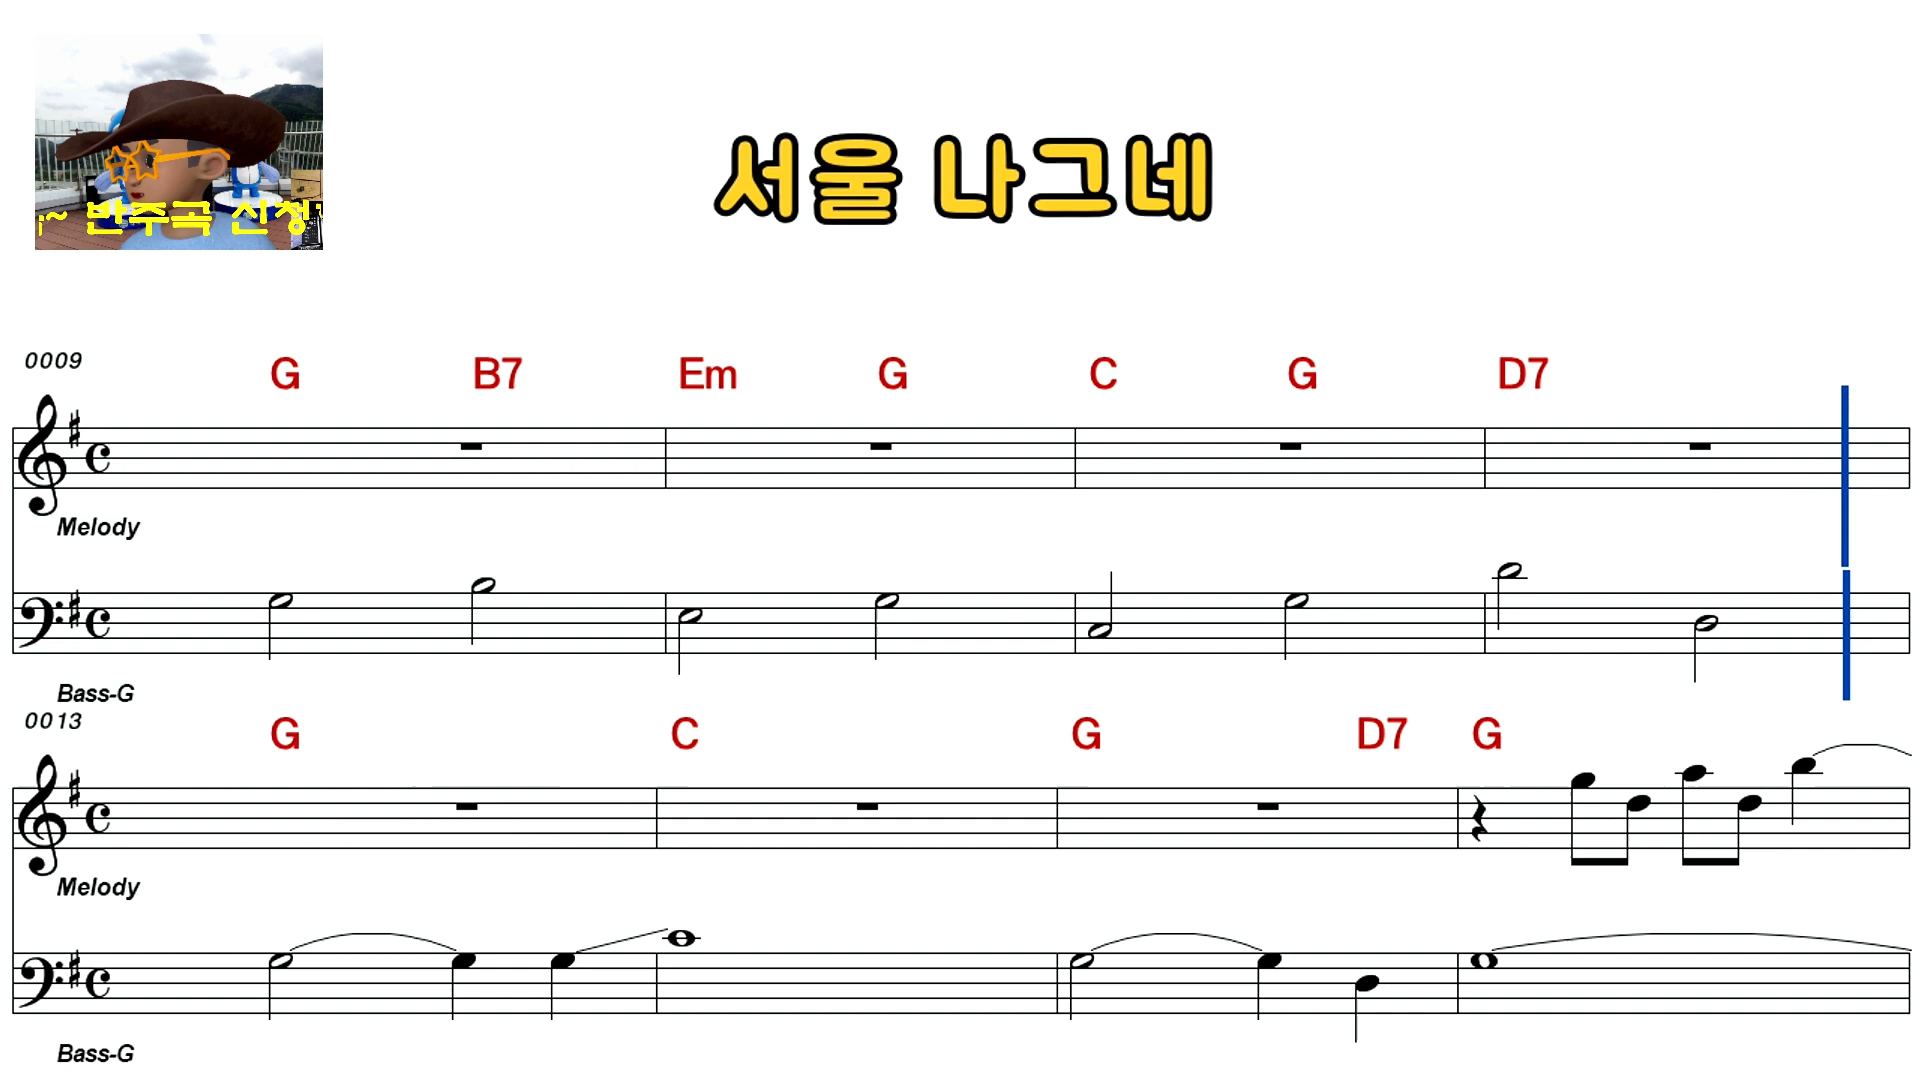 서울 나그네
~ 반주곡 신청
0009
G B7 Em G C G D7
Melody
Bass-G
0013
G C G D7 G
Melody
Bass-G